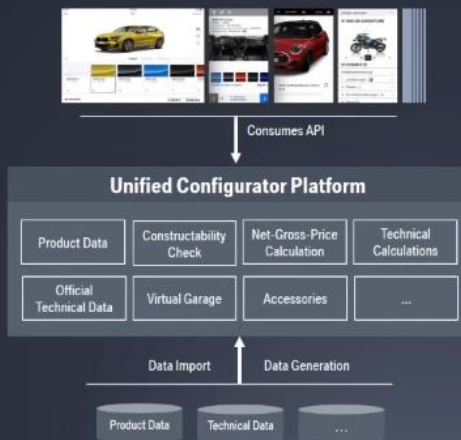 Consumes API
Unified Configurator Platform
Product Data
Constructability
Check
Net-Gross-Price
Calculation
Technical
Calculations
Official
Technical Data
Virtual Garage
Accessories
...
Data Import
Data Generation
Product Data
Technical Data
...